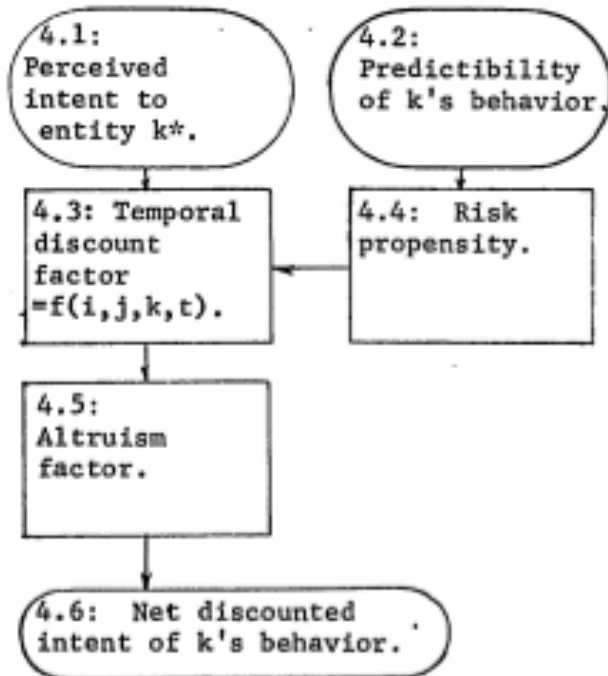 4.1:
Perceived
intent to
entity k*.
4.2:
Predictibility
of k's behavior.
4.3: Temporal
discount
factor
=f(i,j,k,t).
4.4: Risk
propensity.
4.5:
Altruism
factor.
4.6: Net discounted
intent of k's behavior.